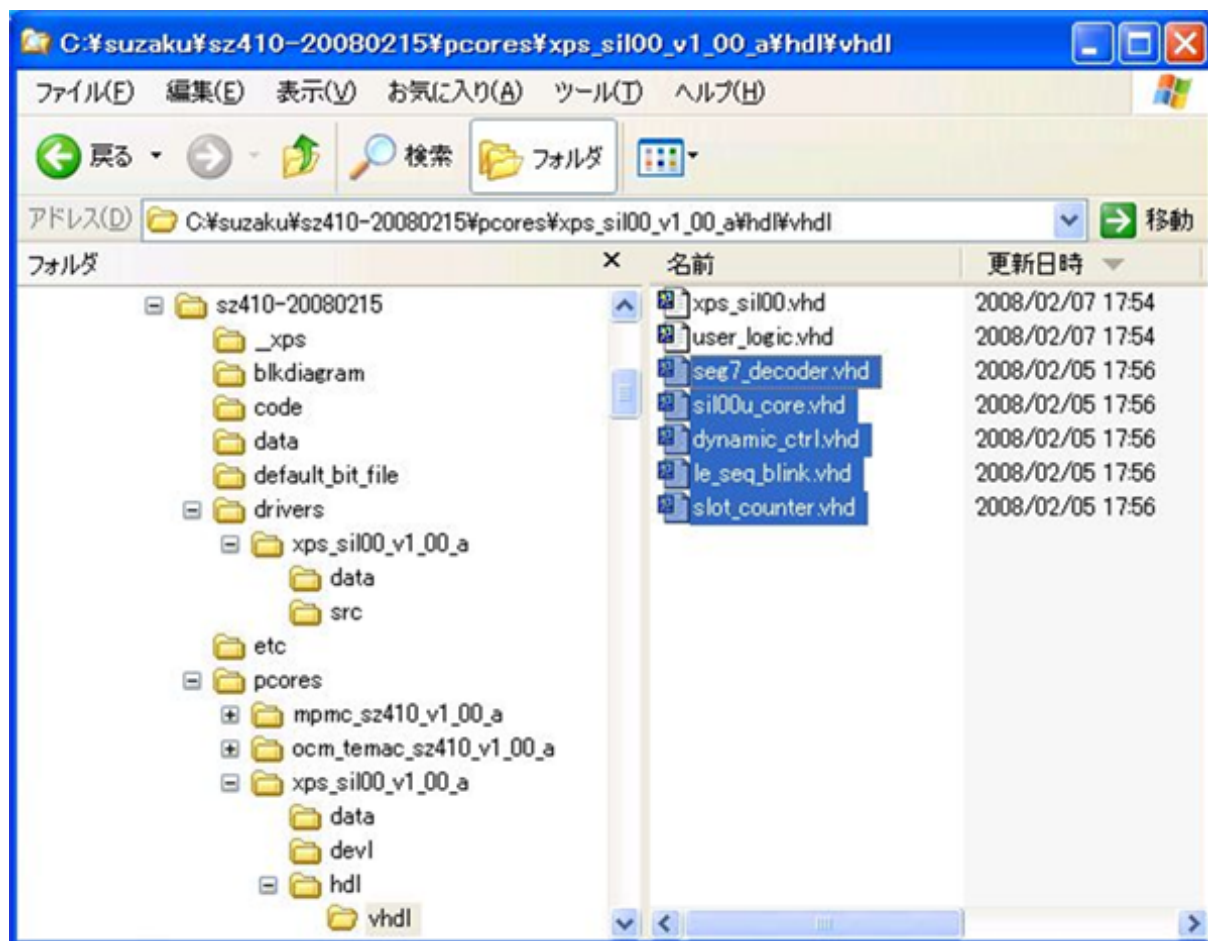 C:¥suzaku¥sz410-20080215¥pcores¥xps_sil00_v1_00_a¥hdl¥vhdl
ファイル(F) 編集(E) 表示(V) お気に入り(A) ツール(T) ヘルプ(H)
戻る 検索 フォルダ
アドレス(D) C:¥suzaku¥sz410-20080215¥pcores¥xps_sil00_v1_00_a¥hdl¥vhdl 移動
フォルダ × 名前 更新日時
sz410-20080215
_xps
blkdiagram
code
data
default_bit_file
drivers
xps_sil00_v1_00_a
data
src
etc
pcores
mpmc_sz410_v1_00_a
ocm_temac_sz410_v1_00_a
xps_sil00_v1_00_a
data
devl
hdl
vhdl
xps_sil00.vhd 2008/02/07 17:54
user_logic.vhd 2008/02/07 17:54
seg7_decoder.vhd 2008/02/05 17:56
sil00u_core.vhd 2008/02/05 17:56
dynamic_ctrl.vhd 2008/02/05 17:56
le_seq_blink.vhd 2008/02/05 17:56
slot_counter.vhd 2008/02/05 17:56